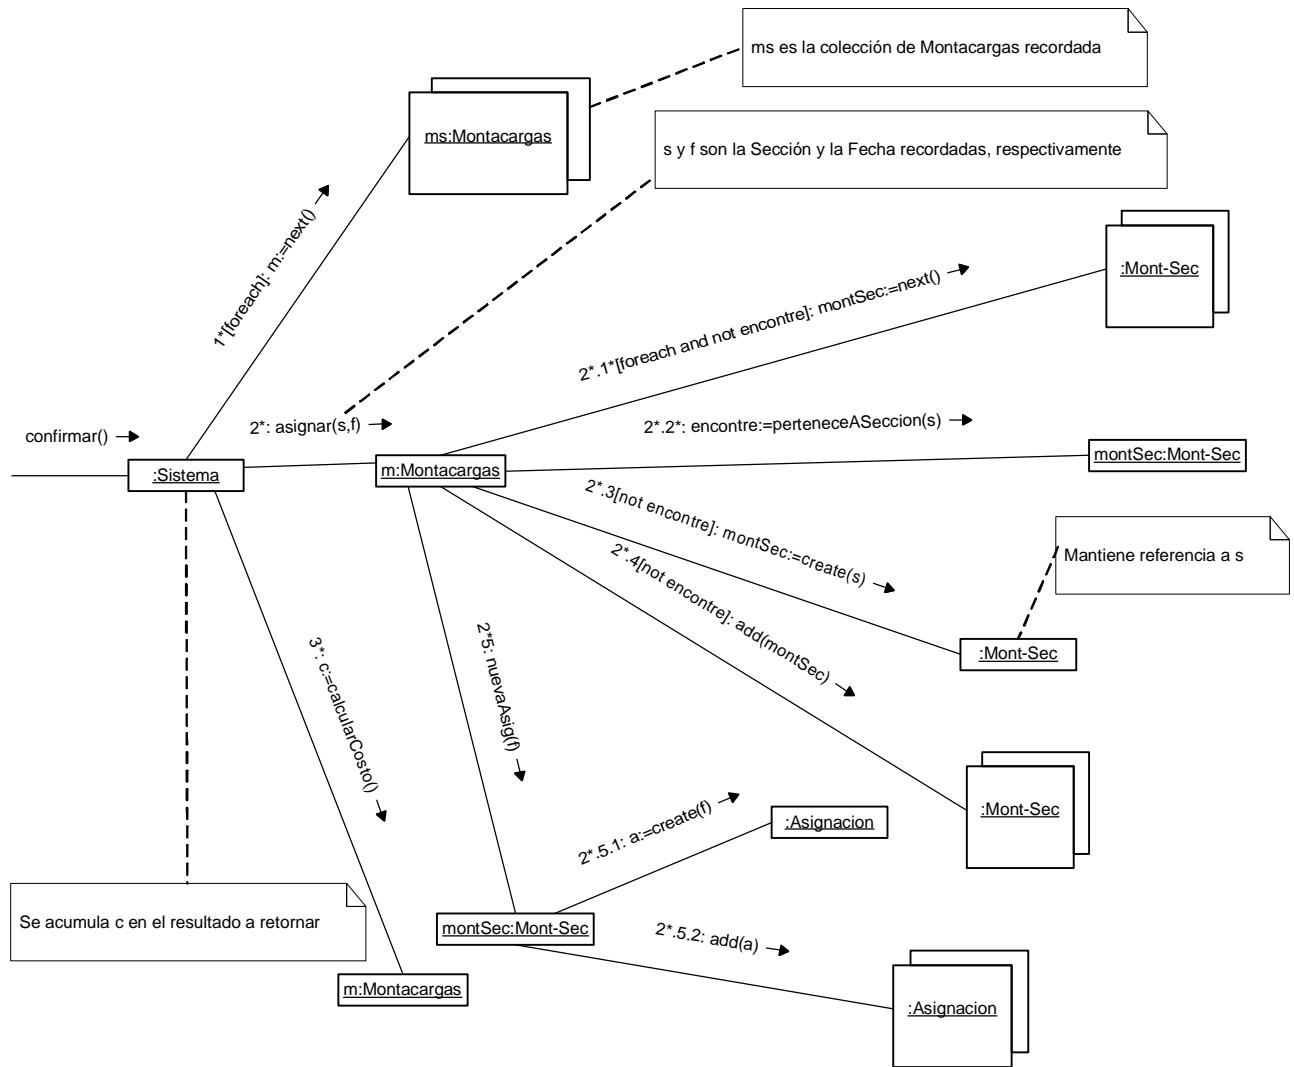 ms es la colección de Montacargas recordada
ms:Montacargas
s y f son la Sección y la Fecha recordadas, respectivamente
1*[foreach]: m:=next()
:Mont-Sec
2*.1*[foreach and not encontre]: montSec:=next()
confirmar()
2*: asignar(s,f)
2*.2*: encontre:=perteneceASeccion(s)
:Sistema
m:Montacargas
montSec:Mont-Sec
2*.3[not encontre]: montSec:=create(s)
Mantiene referencia a s
2*.4[not encontre]: add(montSec)
:Mont-Sec
2*5: nuevaAsig(f)
3*: c:=calcularCosto()
:Mont-Sec
2*.5.1: a:=create(f)
:Asignacion
Se acumula c en el resultado a retornar
montSec:Mont-Sec
2*.5.2: add(a)
m:Montacargas
:Asignacion